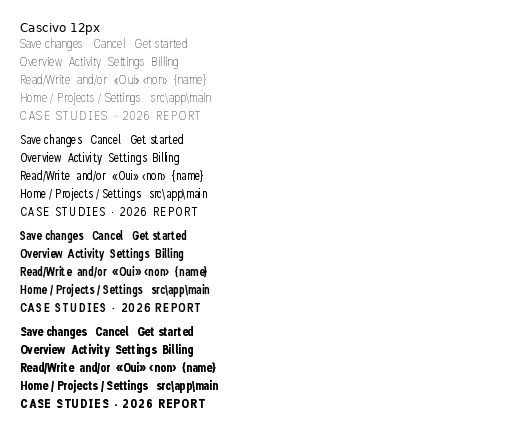 Cascivo 12px
Save changes Cancel Get started
Overview Activity Settings Billing
Read/Write and/or «Oui» ‹non› {name}
Home / Projects / Settings src\app\main
CASE STUDIES · 2026 REPORT
Save changes Cancel Get started
Overview Activity Settings Billing
Read/Write and/or «Oui» ‹non› {name}
Home / Projects / Settings src\app\main
CASE STUDIES · 2026 REPORT
Save changes Cancel Get started
Overview Activity Settings Billing
Read/Write and/or «Oui» ‹non› {name}
Home / Projects / Settings src\app\main
CASE STUDIES · 2026 REPORT
Save changes Cancel Get started
Overview Activity Settings Billing
Read/Write and/or «Oui» ‹non› {name}
Home / Projects / Settings src\app\main
CASE STUDIES · 2026 REPORT